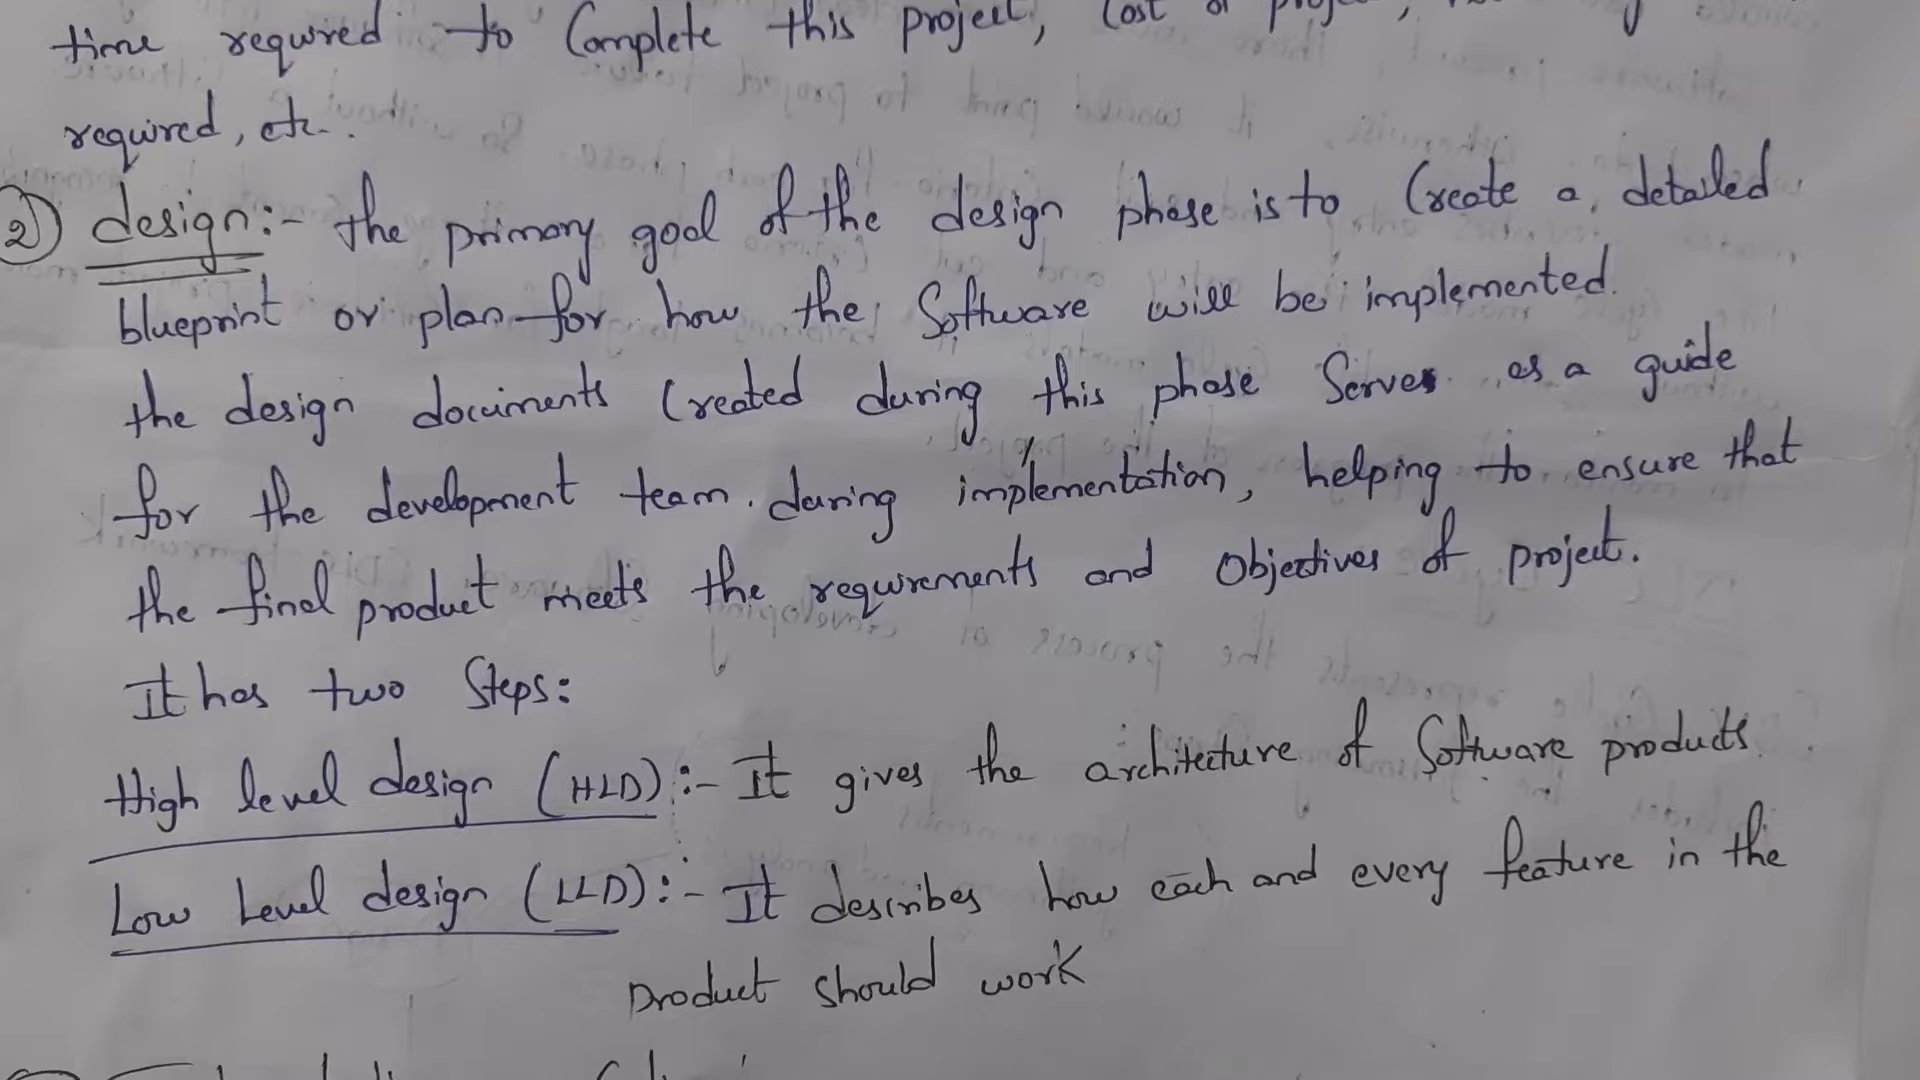 time required to Complete this project, Cost of
required, etc..
2) design:- the primary goal of the design phase is to Create a detailed
blueprint or plan for how the Software will be implemented.
the design documents Created during this phase Serves as a guide
for the development team. during implementation, helping to ensure that
the final product meets the requirements and Objectives of project.
It has two Steps:
High level design (HLD):- It gives the architecture of Software products
Low Level design (LLD):- It describes how each and every feature in the
Product should work